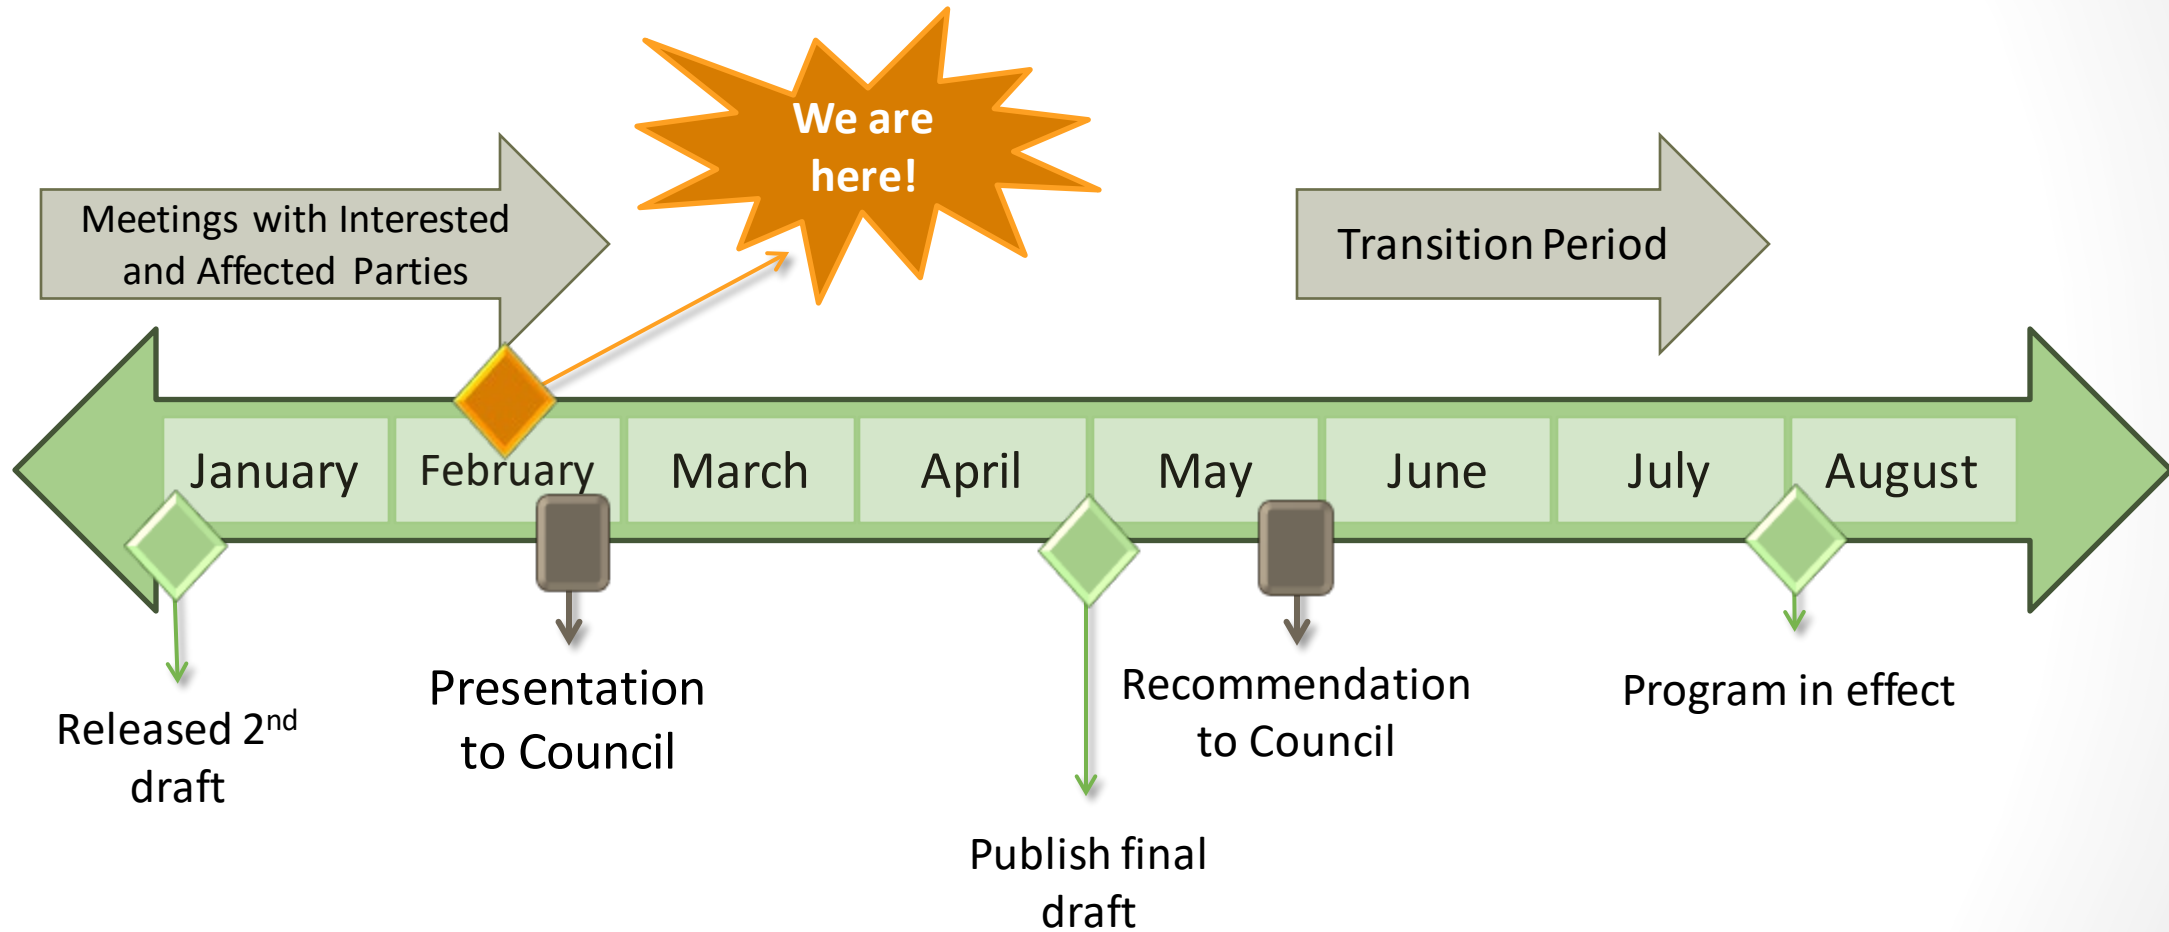 We are
here!
Meetings with Interested
and Affected Parties
Transition Period
January
February
March
April
May
June
July
August
Released 2nd
draft
Presentation
to Council
Publish final
draft
Recommendation
to Council
Program in effect